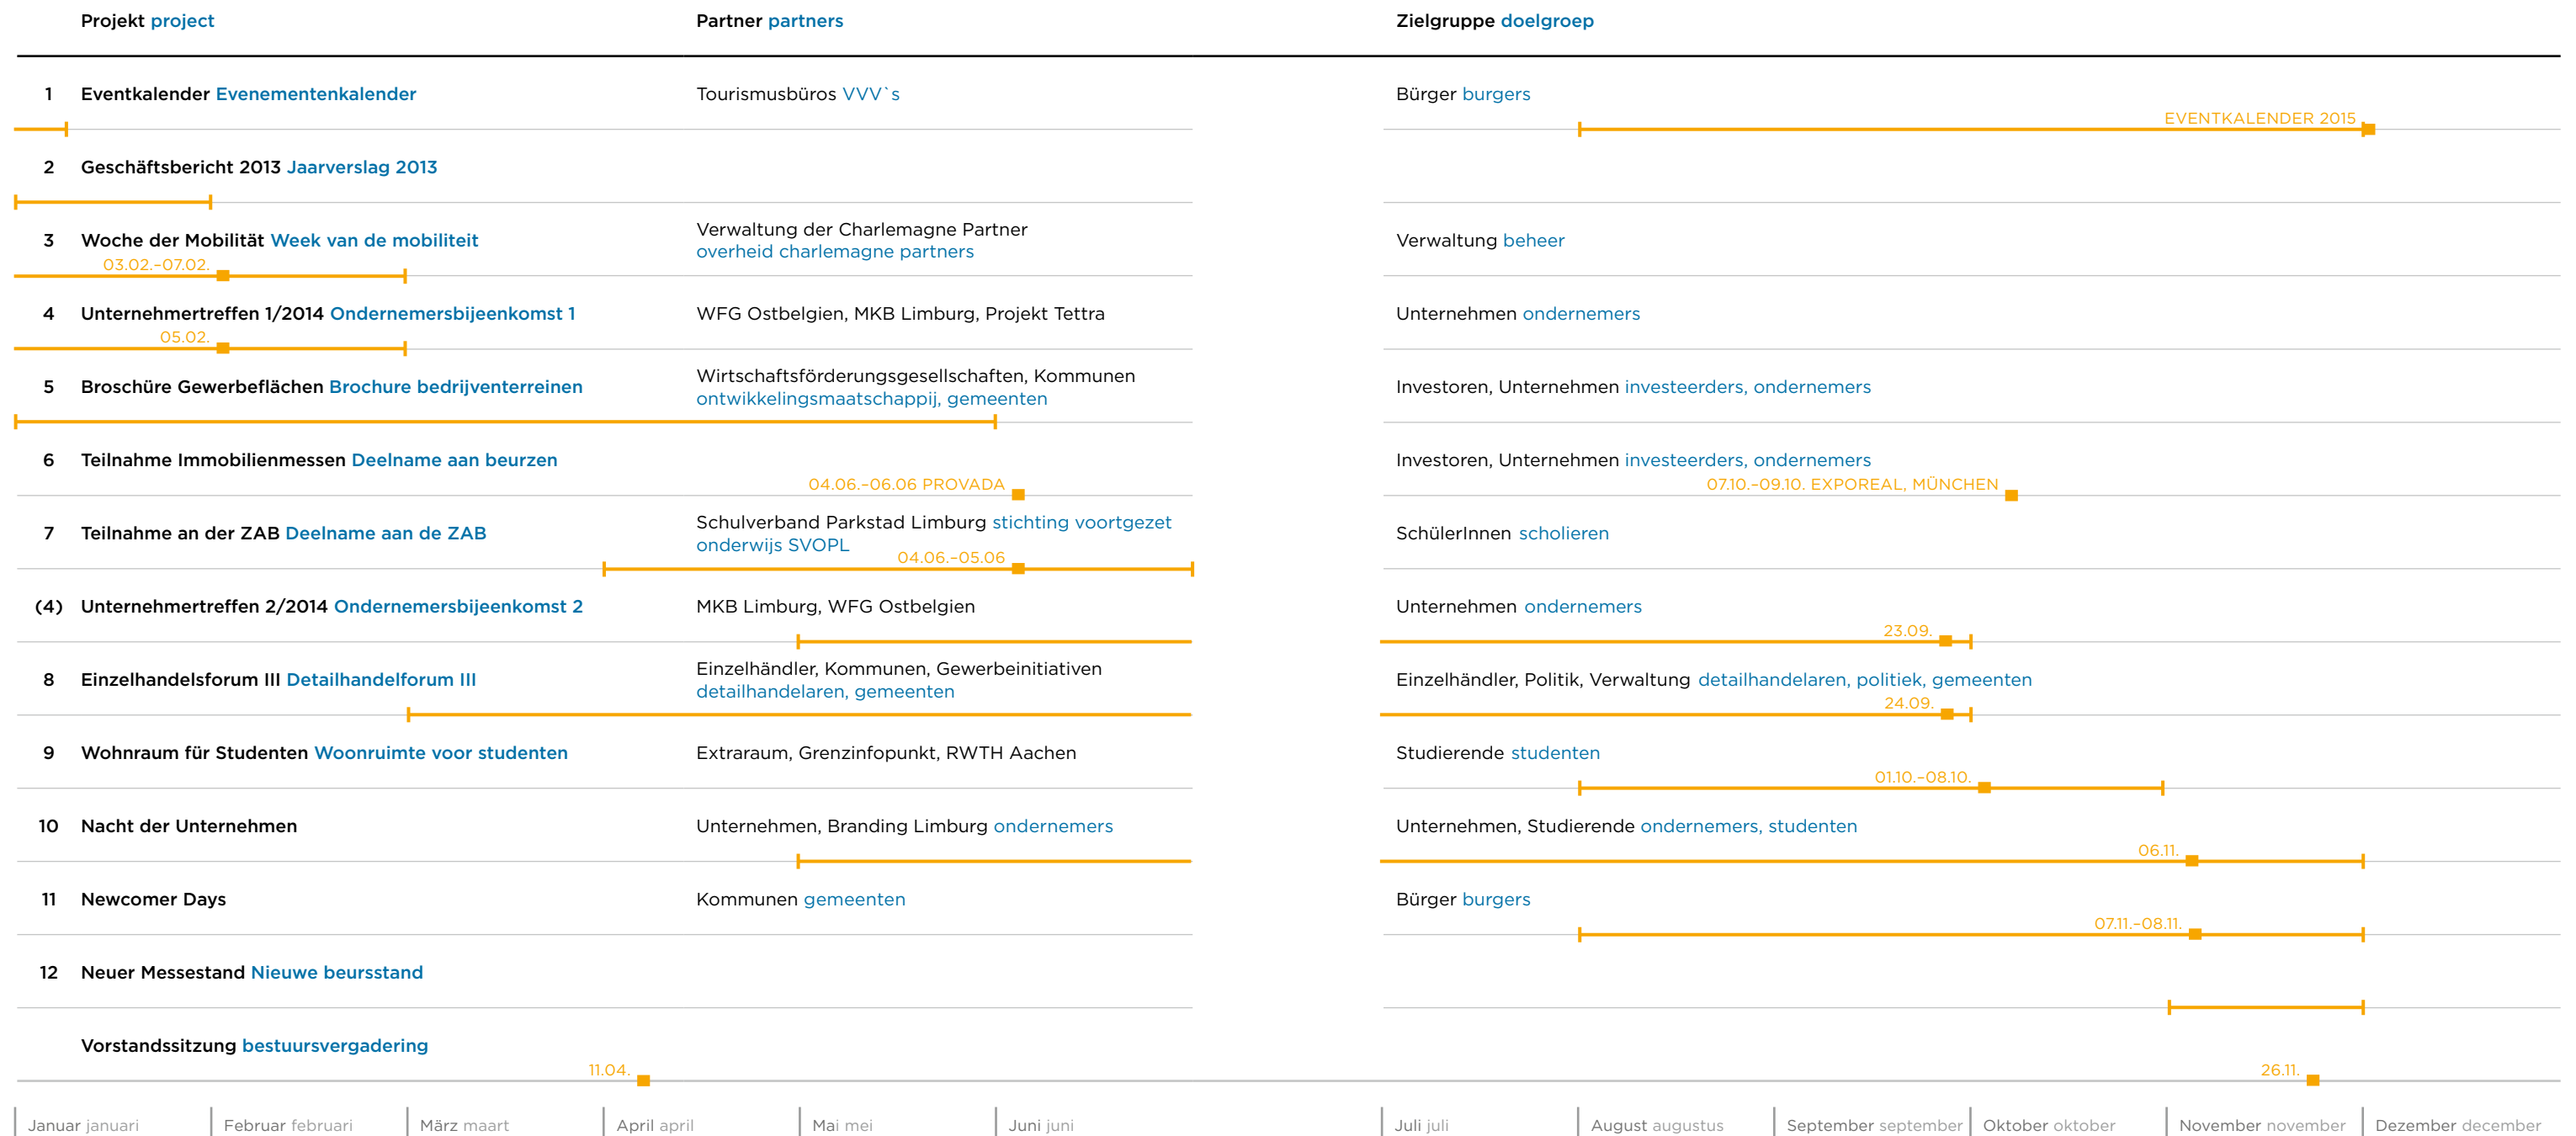 Projekt project Partner partners Zielgruppe doelgroep
1 Eventkalender Evenementenkalender Tourismusbüros VVV`s Bürger burgers
EVENTKALENDER 2015
2 Geschäftsbericht 2013 Jaarverslag 2013
3 Woche der Mobilität Week van de mobiliteit Verwaltung der Charlemagne Partner Verwaltung beheer
overheid charlemagne partners
03.02.–07.02.
4 Unternehmertreffen 1/2014 Ondernemersbijeenkomst 1 WFG Ostbelgien, MKB Limburg, Projekt Tettra Unternehmen ondernemers
05.02.
5 Broschüre Gewerbeflächen Brochure bedrijventerreinen Wirtschaftsförderungsgesellschaften, Kommunen Investoren, Unternehmen investeerders, ondernemers
ontwikkelingsmaatschappij, gemeenten
6 Teilnahme Immobilienmessen Deelname aan beurzen Investoren, Unternehmen investeerders, ondernemers
04.06.–06.06 PROVADA 07.10.–09.10. EXPOREAL, MÜNCHEN
7 Teilnahme an der ZAB Deelname aan de ZAB Schulverband Parkstad Limburg stichting voortgezet SchülerInnen scholieren
onderwijs SVOPL
04.06.–05.06
(4) Unternehmertreffen 2/2014 Ondernemersbijeenkomst 2 MKB Limburg, WFG Ostbelgien Unternehmen ondernemers
23.09.
8 Einzelhandelsforum III Detailhandelforum III Einzelhändler, Kommunen, Gewerbeinitiativen Einzelhändler, Politik, Verwaltung detailhandelaren, politiek, gemeenten
detailhandelaren, gemeenten
24.09.
9 Wohnraum für Studenten Woonruimte voor studenten Extraraum, Grenzinfopunkt, RWTH Aachen Studierende studenten
01.10.–08.10.
10 Nacht der Unternehmen Unternehmen, Branding Limburg ondernemers Unternehmen, Studierende ondernemers, studenten
06.11.
11 Newcomer Days Kommunen gemeenten Bürger burgers
07.11.–08.11.
12 Neuer Messestand Nieuwe beursstand
Vorstandssitzung bestuursvergadering
11.04. 26.11.
Januar januari Februar februari März maart April april Mai mei Juni juni Juli juli August augustus September september Oktober oktober November november Dezember december